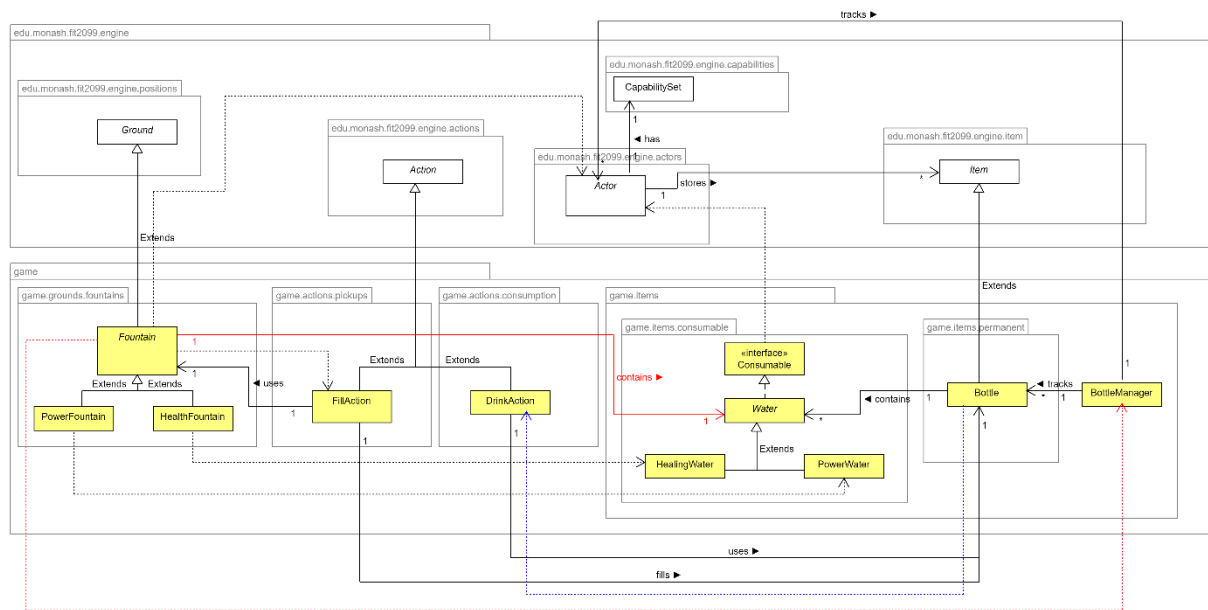 tracks ►
edu.monash.fit2099.engine
edu.monash.fit2099.engine.capabilities
CapabilitySet
edu.monash.fit2099.engine.positions
Ground
edu.monash.fit2099.engine.actions
Action
1
◄ has
1
edu.monash.fit2099.engine.item
Item
edu.monash.fit2099.engine.actors
*
Actor
1
stores ►
*
Extends
game
game.grounds.fountains
game.actions.pickups
game.actions.consumption
game.items
Extends
game.items.consumable
game.items.permanent
Fountain
1
«interface»
Consumable
Extends
Extends
1
contains ►
1
Extends
Extends
1
◄ uses
1
FillAction
DrinkAction
◄ contains
1
Bottle
◄ tracks
*
1
BottleManager
PowerFountain
HealthFountain
Water
1
*
1
1
1
Extends
HealingWater
PowerWater
uses ►
fills ►